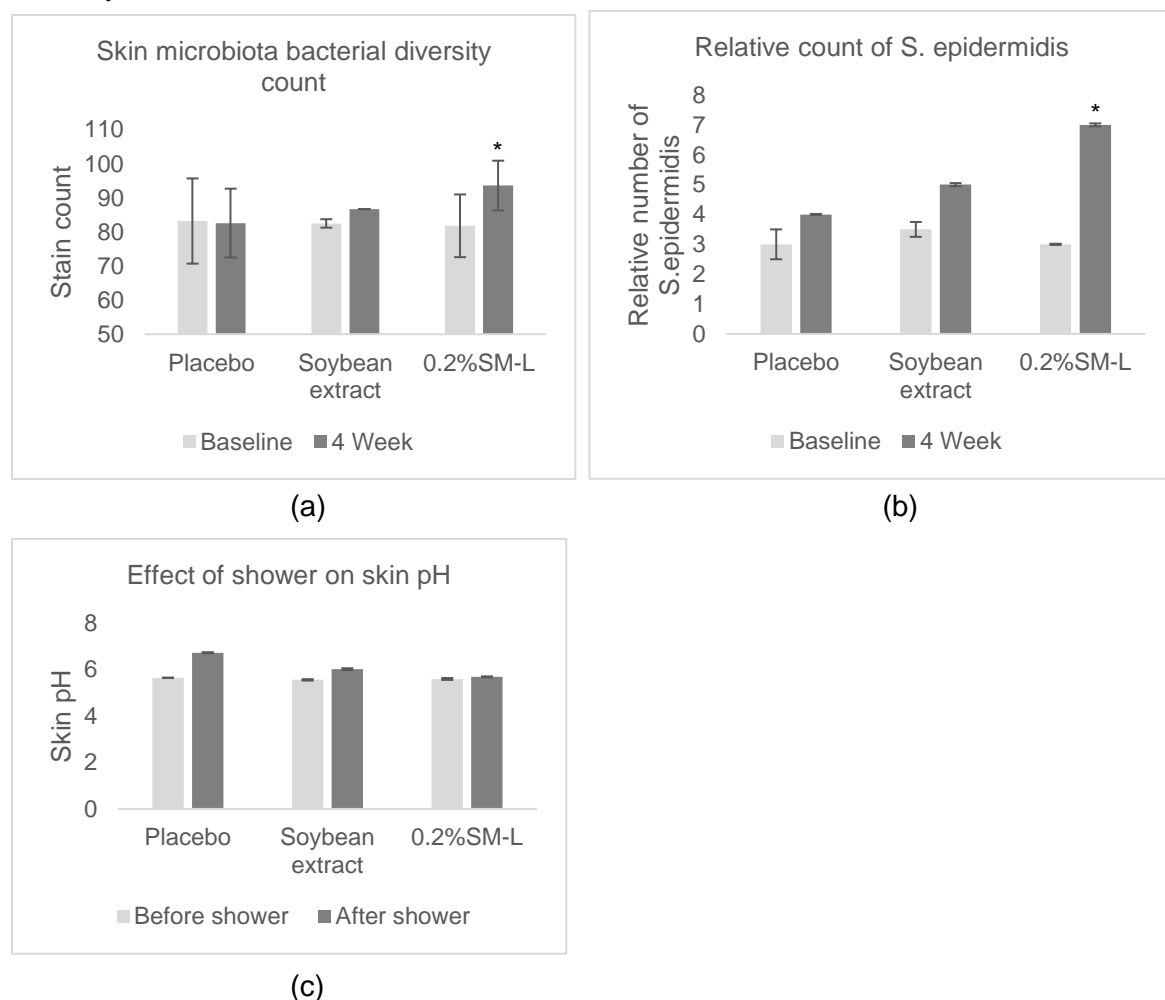 Skin microbiota bacterial diversity
count
Stain count
110
100
90
80
70
60
50
*
Placebo
Soybean
extract
0.2%SM-L
Baseline
4 Week
(a)
Relative count of S. epidermidis
Relative number of
S.epidermidis
8
7
6
5
4
3
2
1
0
*
Placebo
Soybean
extract
0.2%SM-L
Baseline
4 Week
(b)
Effect of shower on skin pH
Skin pH
8
6
4
2
0
Placebo
Soybean
extract
0.2%SM-L
Before shower
After shower
(c)